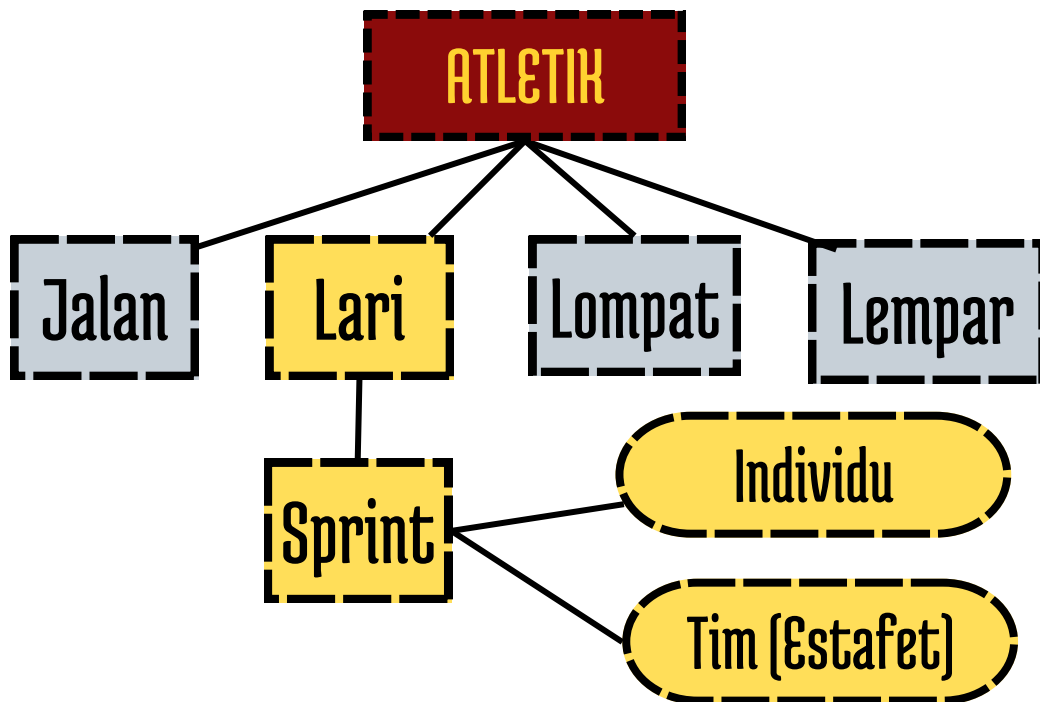 ATLETIK
Jalan
Lari
Lompat
Lempar
Sprint
Individu
Tim (Estafet)